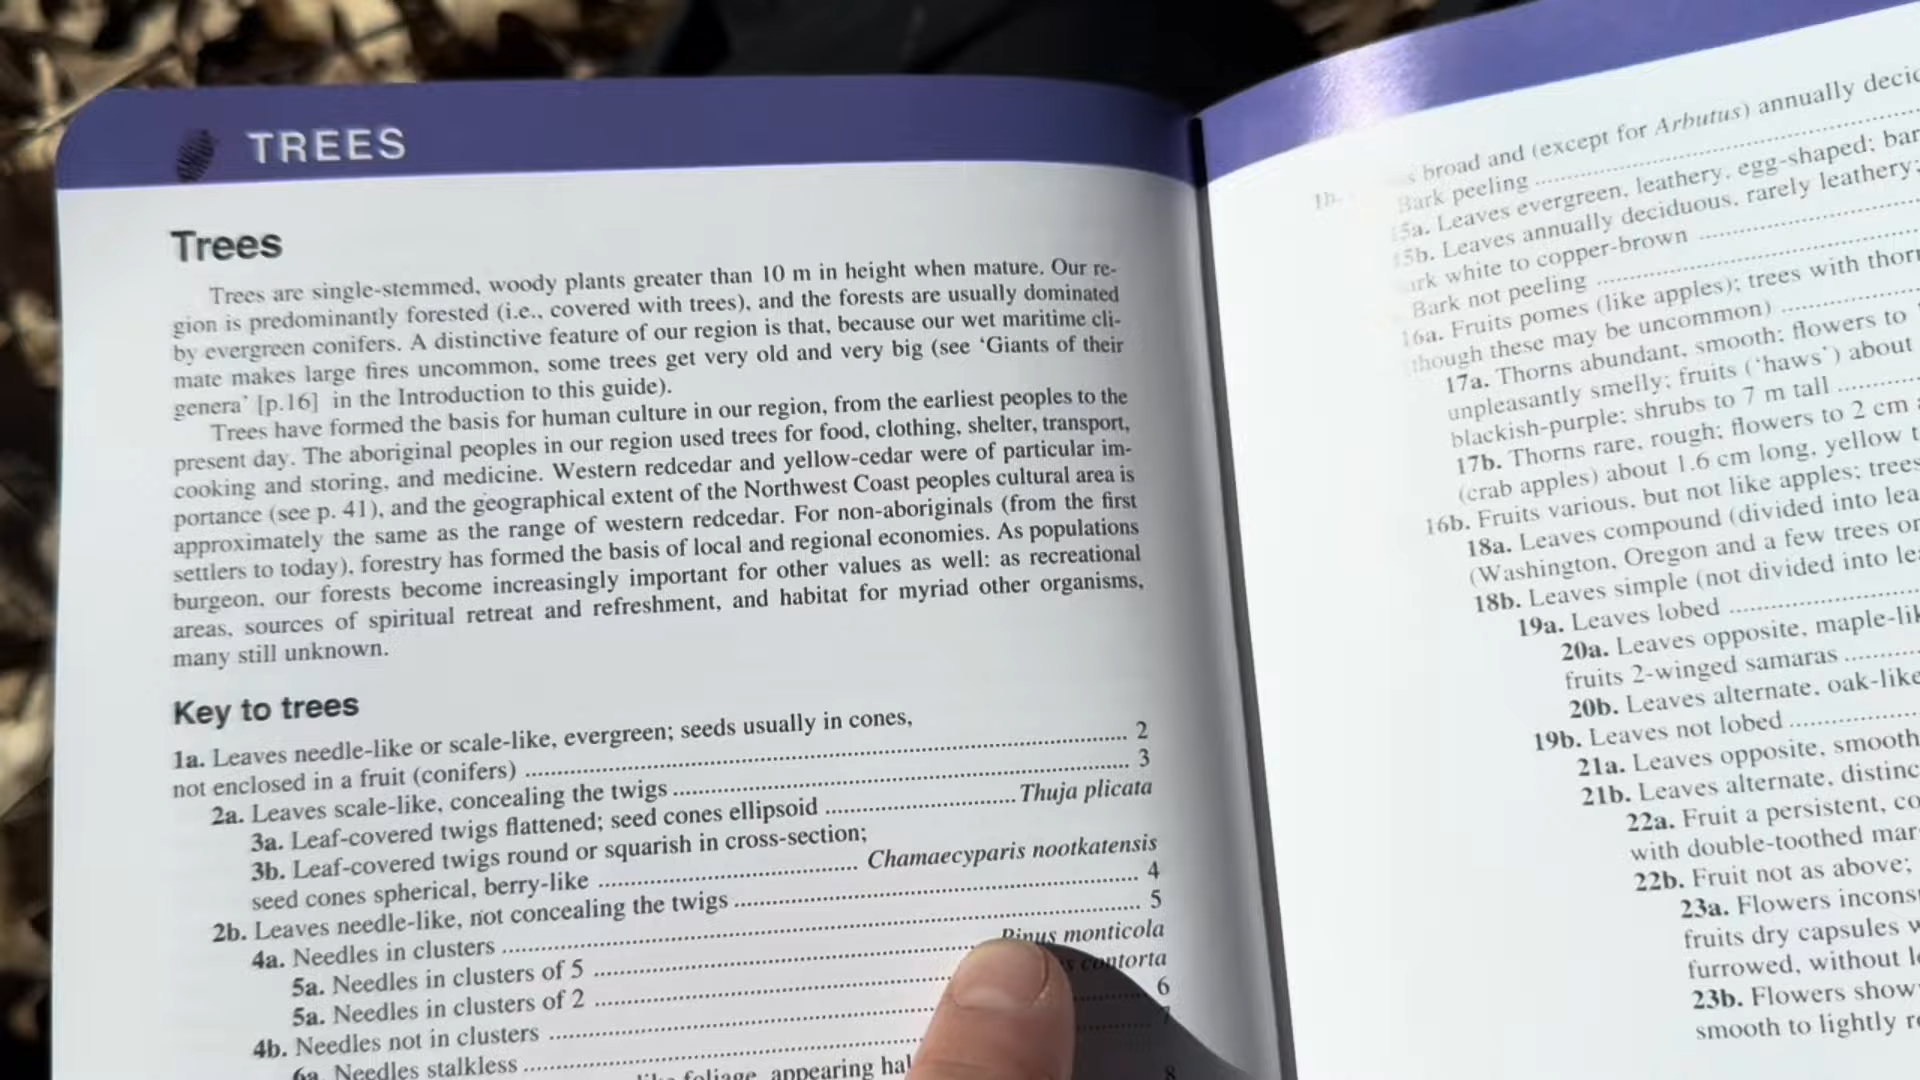 TREES
Trees
Trees are single-stemmed, woody plants greater than 10 m in height when mature. Our re-
gion is predominantly forested (i.e., covered with trees), and the forests are usually dominated
by evergreen conifers. A distinctive feature of our region is that, because our wet maritime cli-
mate makes large fires uncommon, some trees get very old and very big (see ‘Giants of their
genera’ [p.16] in the Introduction to this guide).
Trees have formed the basis for human culture in our region, from the earliest peoples to the
present day. The aboriginal peoples in our region used trees for food, clothing, shelter, transport,
cooking and storing, and medicine. Western redcedar and yellow-cedar were of particular im-
portance (see p. 41), and the geographical extent of the Northwest Coast peoples cultural area is
approximately the same as the range of western redcedar. For non-aboriginals (from the first
settlers to today), forestry has formed the basis of local and regional economies. As populations
burgeon, our forests become increasingly important for other values as well: as recreational
areas, sources of spiritual retreat and refreshment, and habitat for myriad other organisms,
many still unknown.
Key to trees
1a. Leaves needle-like or scale-like, evergreen; seeds usually in cones,
not enclosed in a fruit (conifers) ........ 2
2a. Leaves scale-like, concealing the twigs ........ 3
3a. Leaf-covered twigs flattened; seed cones ellipsoid ........ Thuja plicata
3b. Leaf-covered twigs round or squarish in cross-section;
seed cones spherical, berry-like ........ Chamaecyparis nootkatensis
2b. Leaves needle-like, not concealing the twigs ........ 4
4a. Needles in clusters ........ 5
5a. Needles in clusters of 5 ........ Pinus monticola
5a. Needles in clusters of 2 ........ contorta
4b. Needles not in clusters ........ 6
6a. Needles stalkless ........ 7
foliage, appearing
8
1b. broad and (except for Arbutus) annually
Bark peeling ........
15a. Leaves evergreen, leathery, egg-shaped;
15b. Leaves annually deciduous, rarely leathery;
white to copper-brown ........
Bark not peeling ........
16a. Fruits pomes (like apples); trees with
though these may be uncommon) ........
17a. Thorns abundant, smooth; flowers to
unpleasantly smelly; fruits (‘haws’) about
blackish-purple; shrubs to 7 m tall ........
17b. Thorns rare, rough; flowers to 2 cm
(crab apples) about 1.6 cm long, yellow
16b. Fruits various, but not like apples; trees
18a. Leaves compound (divided into
(Washington, Oregon and a few trees
18b. Leaves simple (not divided into
19a. Leaves lobed ........
20a. Leaves opposite,
fruits 2-winged samaras ........
20b. Leaves alternate, oak-like
19b. Leaves not lobed ........
21a. Leaves opposite, smooth
21b. Leaves alternate,
22a. Fruit a persistent,
with double-toothed
22b. Fruit not as above;
23a. Flowers
fruits dry capsules
furrowed, without
23b. Flowers
smooth to lightly